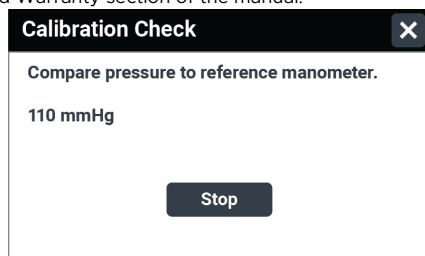 d Warranty section of the manual.
Calibration Check
Compare pressure to reference manometer.
110 mmHg
Stop